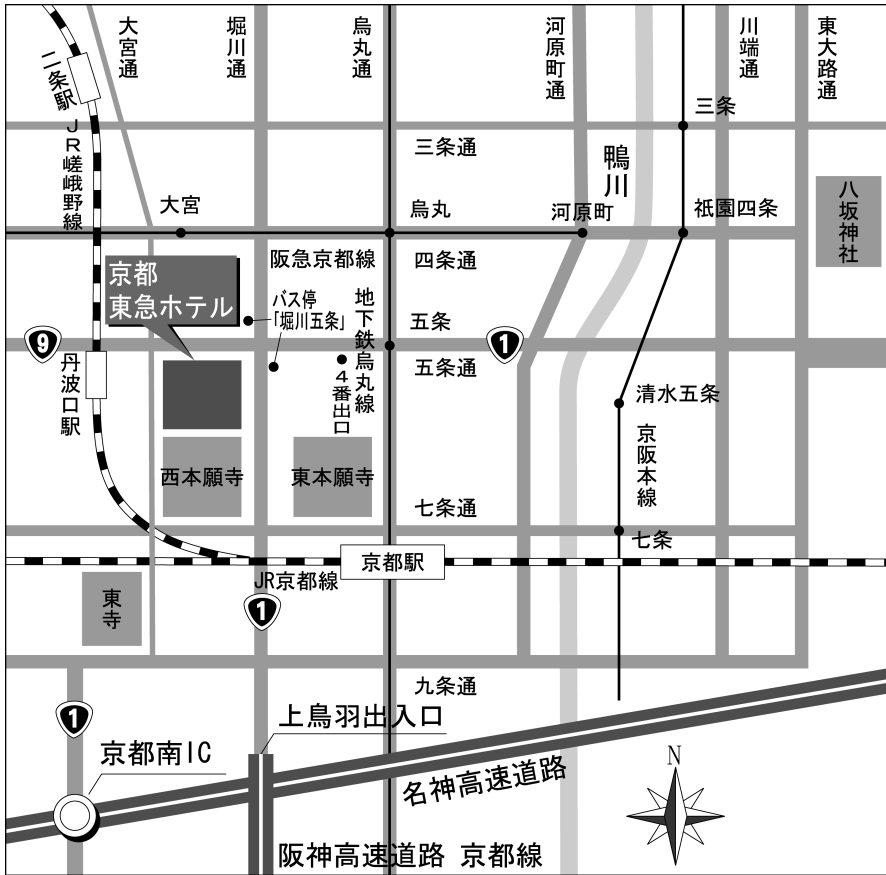 大宮通
堀川通
烏丸通
河原町通
川端通
東大路通
二条駅
三条
JR嵯峨野線
三条通
鴨川
八坂神社
大宮
烏丸
河原町
祇園四条
阪急京都線
四条通
京都
東急ホテル
バス停
「堀川五条」
地下鉄烏丸線
五条
9
1
五条通
丹波口駅
4番出口
清水五条
京阪本線
西本願寺
東本願寺
七条通
七条
京都駅
JR京都線
東寺
1
九条通
1
上鳥羽出入口
京都南IC
名神高速道路
N
阪神高速道路 京都線